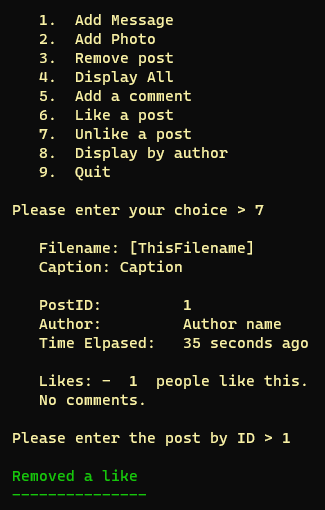 1. Add Message
2. Add Photo
3. Remove post
4. Display All
5. Add a comment
6. Like a post
7. Unlike a post
8. Display by author
9. Quit
Please enter your choice > 7
Filename: [ThisFilename]
Caption: Caption
PostID: 1
Author: Author name
Time Elpased: 35 seconds ago
Likes: - 1 people like this.
No comments.
Please enter the post by ID > 1
Removed a like
---------------